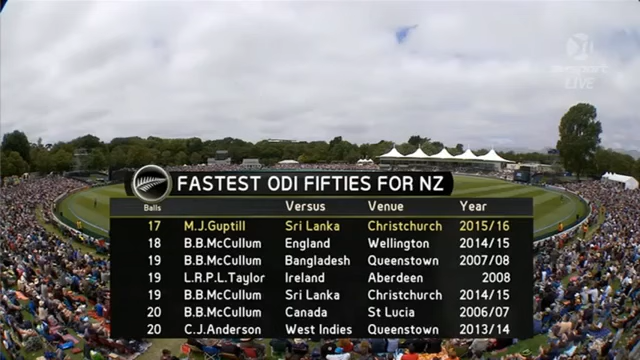 LIVE
FASTEST ODI FIFTIES FOR NZ
Balls Versus Venue Year
17 M.J.Guptill Sri Lanka Christchurch 2015/16
18 B.B.McCullum England Wellington 2014/15
19 B.B.McCullum Bangladesh Queenstown 2007/08
19 L.R.P.L.Taylor Ireland Aberdeen 2008
19 B.B.McCullum Sri Lanka Christchurch 2014/15
20 B.B.McCullum Canada St Lucia 2006/07
20 C.J.Anderson West Indies Queenstown 2013/14